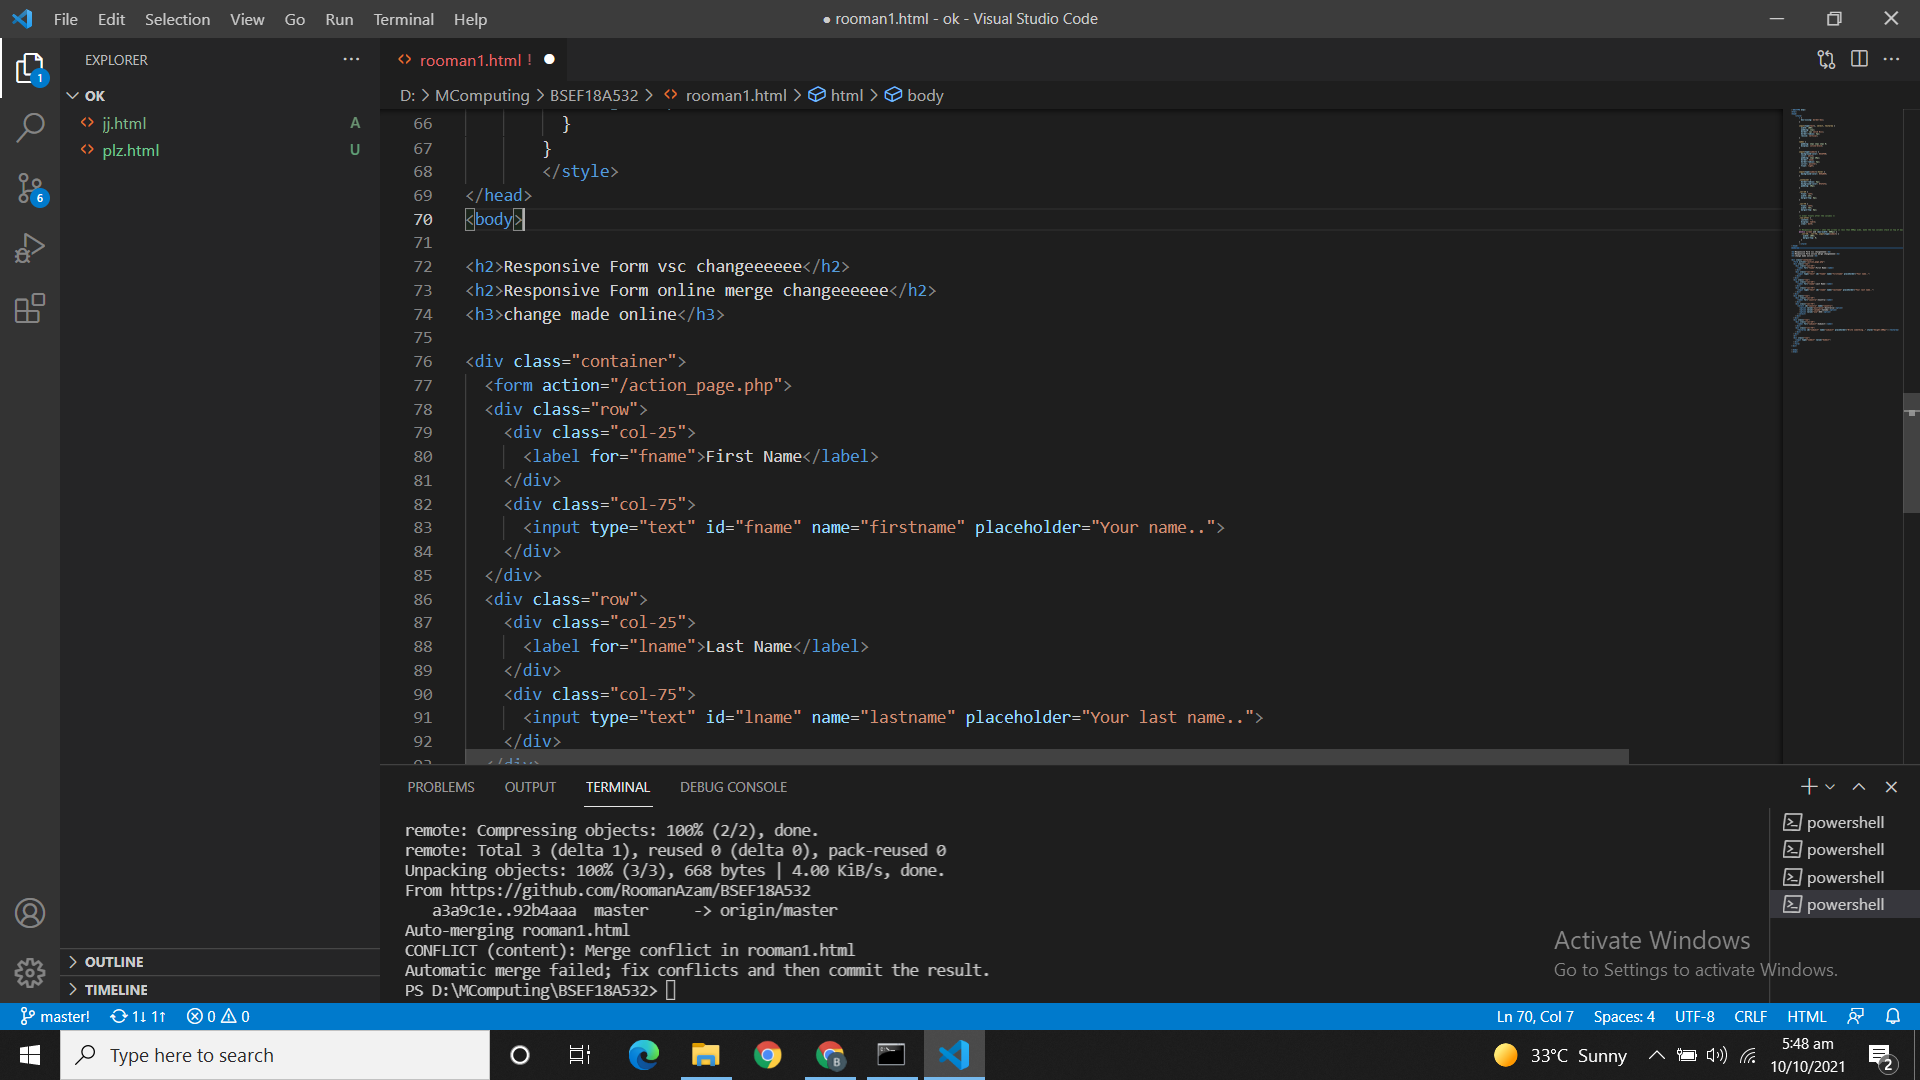 File Edit Selection View Go Run Terminal Help
● rooman1.html - ok - Visual Studio Code
EXPLORER
OK
jj.html A
plz.html U
OUTLINE
TIMELINE
1
6
rooman1.html !
D: > MComputing > BSEF18A532 > rooman1.html > html > body
66 }
67 }
68 </style>
69 </head>
70 <body>
71
72 <h2>Responsive Form vsc changeeeeee</h2>
73 <h2>Responsive Form online merge changeeeeee</h2>
74 <h3>change made online</h3>
75
76 <div class="container">
77 <form action="/action_page.php">
78 <div class="row">
79 <div class="col-25">
80 <label for="fname">First Name</label>
81 </div>
82 <div class="col-75">
83 <input type="text" id="fname" name="firstname" placeholder="Your name..">
84 </div>
85 </div>
86 <div class="row">
87 <div class="col-25">
88 <label for="lname">Last Name</label>
89 </div>
90 <div class="col-75">
91 <input type="text" id="lname" name="lastname" placeholder="Your last name..">
92 </div>
93 </div>
PROBLEMS OUTPUT TERMINAL DEBUG CONSOLE
remote: Compressing objects: 100% (2/2), done.
remote: Total 3 (delta 1), reused 0 (delta 0), pack-reused 0
Unpacking objects: 100% (3/3), 668 bytes | 4.00 KiB/s, done.
From https://github.com/RoomanAzam/BSEF18A532
a3a9c1e..92b4aaa master -> origin/master
Auto-merging rooman1.html
CONFLICT (content): Merge conflict in rooman1.html
Automatic merge failed; fix conflicts and then commit the result.
PS D:\MComputing\BSEF18A532>
powershell
powershell
powershell
powershell
Activate Windows
Go to Settings to activate Windows.
master! 1↓ 1↑ 0 0
Ln 70, Col 7 Spaces: 4 UTF-8 CRLF HTML
Type here to search
B
33°C Sunny
5:48 am
10/10/2021
2